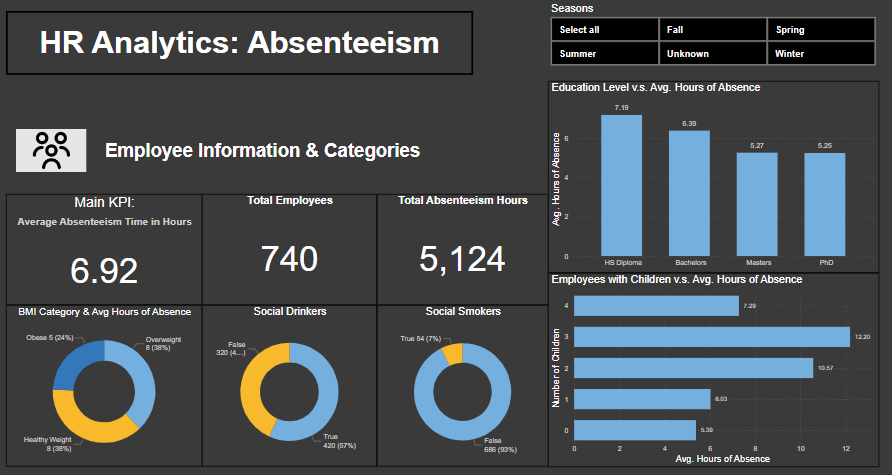 HR Analytics: Absenteeism
Seasons
Select all
Fall
Spring
Summer
Unknown
Winter
Employee Information & Categories
Main KPI:
Average Absenteeism Time in Hours
6.92
Total Employees
740
Total Absenteeism Hours
5,124
BMI Category & Avg Hours of Absence
Obese 5 (24%)
Overweight
8 (38%)
Healthy Weight
8 (38%)
Social Drinkers
False
320 (4...)
True
420 (57%)
Social Smokers
True 54 (7%)
False
686 (93%)
Education Level v.s. Avg. Hours of Absence
Avg. Hours of Absence
6
4
2
0
7.19
6.39
5.27
5.25
HS Diploma
Bachelors
Masters
PhD
Employees with Children v.s. Avg. Hours of Absence
Number of Children
4
7.29
3
12.20
2
10.57
1
6.03
0
5.39
0
2
4
6
8
10
12
Avg. Hours of Absence